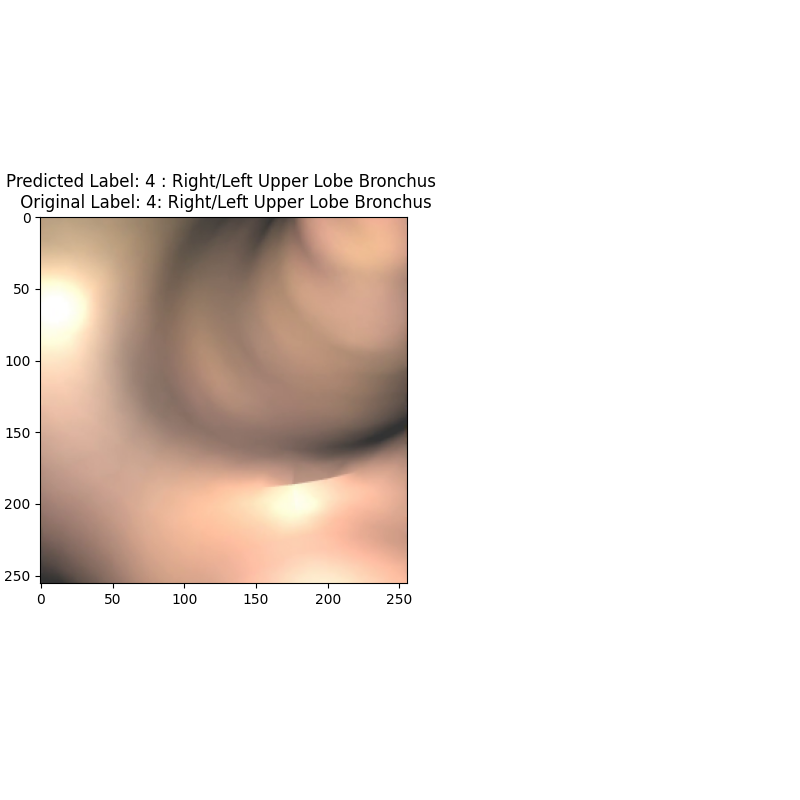 Predicted Label: 4 : Right/Left Upper Lobe Bronchus
Original Label: 4: Right/Left Upper Lobe Bronchus
0
50
100
150
200
250
0 50 100 150 200 250